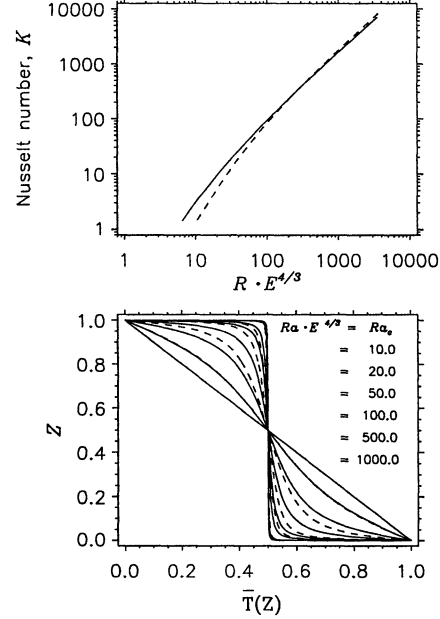 Nusselt number, K
10000
1000
100
10
1
1 10 100 1000 10000
R · E^4/3
Z
1.0
0.8
0.6
0.4
0.2
0.0
Ra · E^4/3 = Ra_c
= 10.0
= 20.0
= 50.0
= 100.0
= 500.0
= 1000.0
0.0 0.2 0.4 0.6 0.8 1.0
T̅(Z)